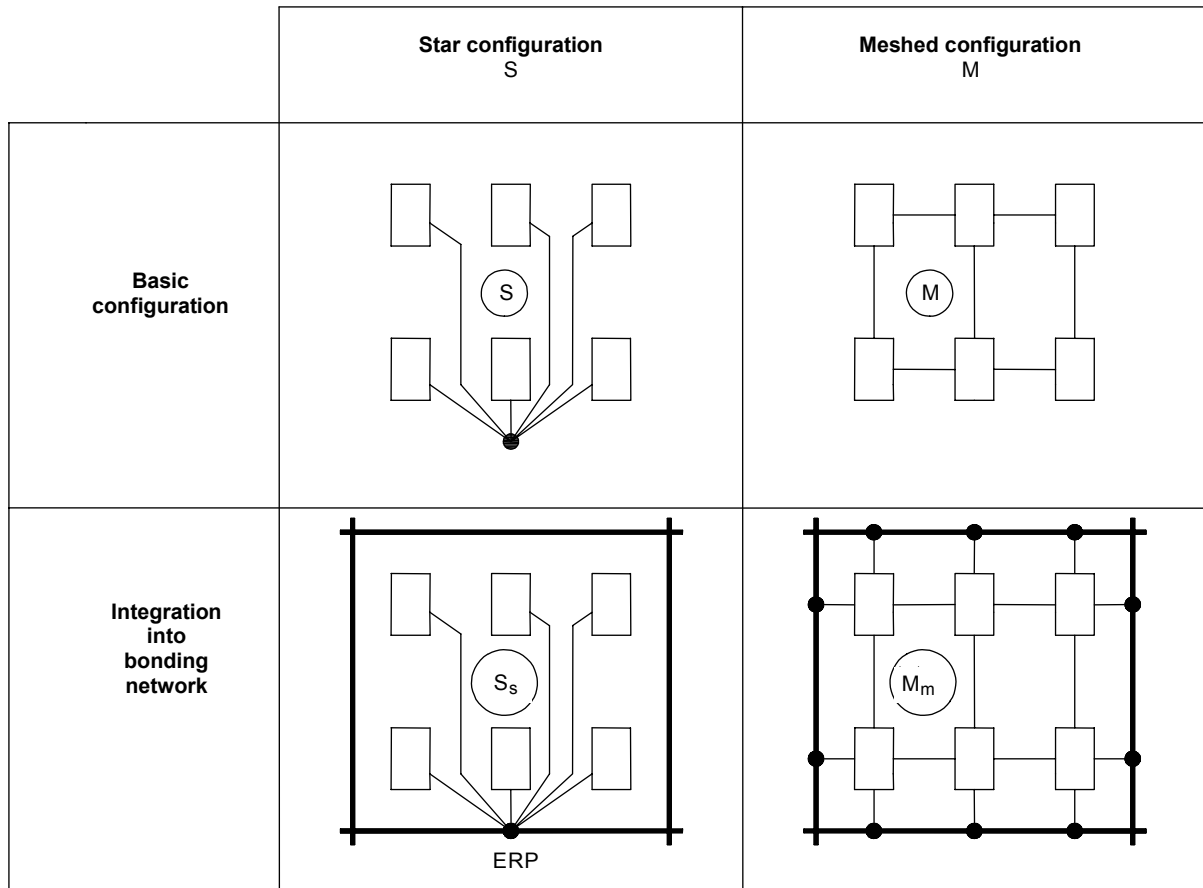 Star configuration
S
Meshed configuration
M
Basic
configuration
S
M
Integration
into
bonding
network
Ss
Mm
ERP